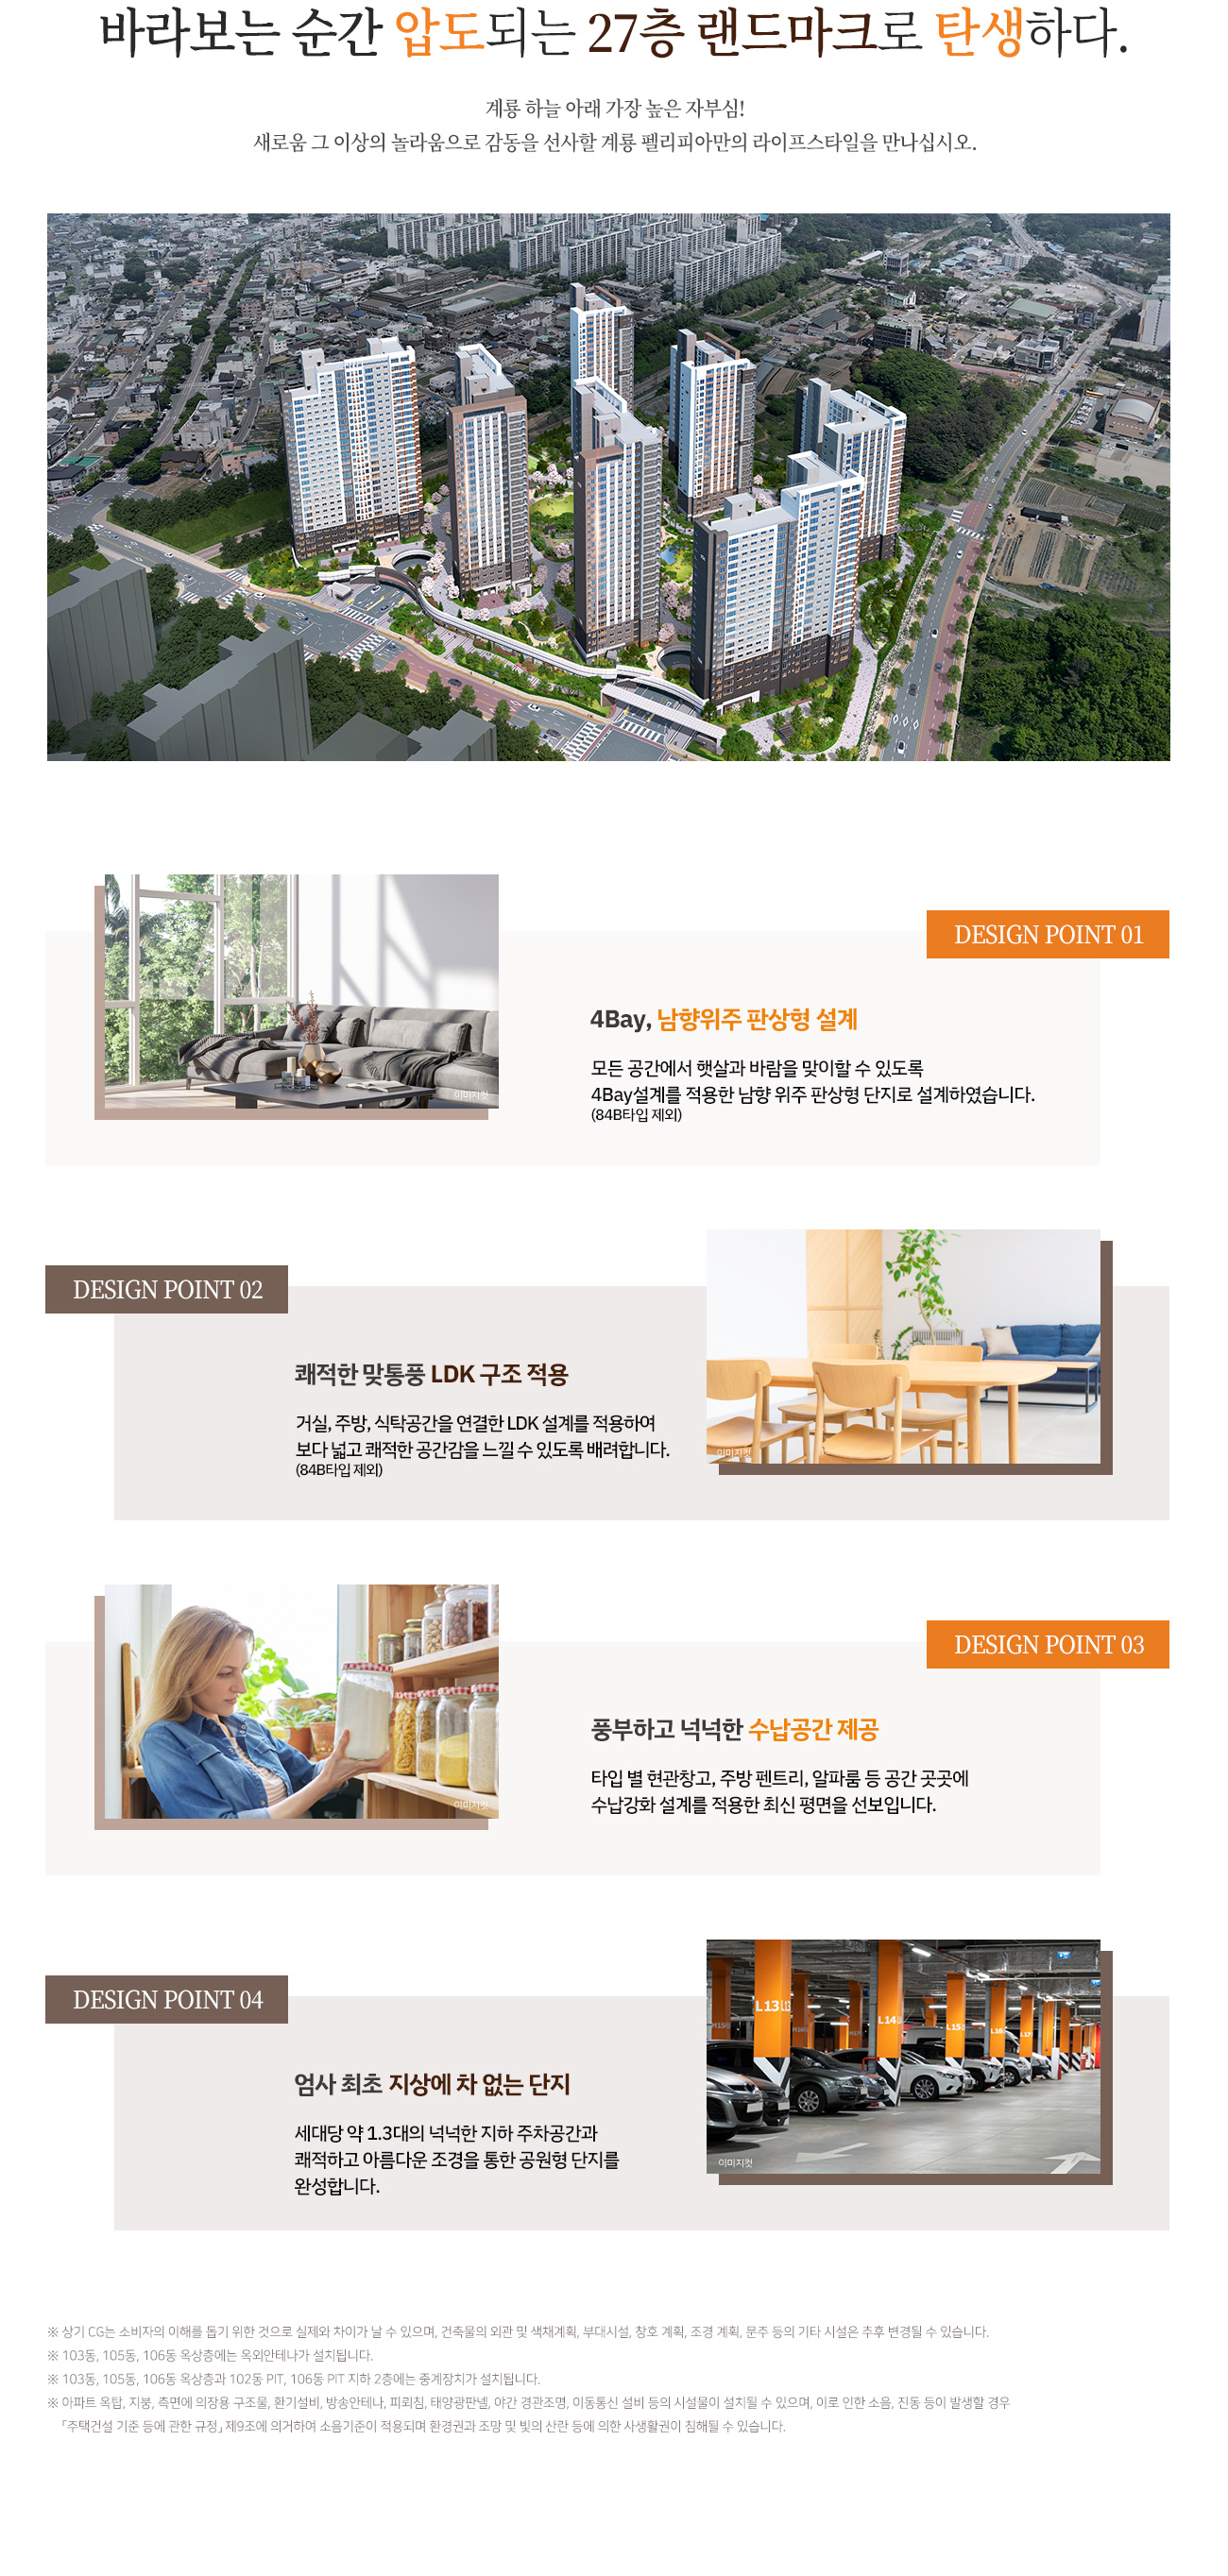 바라보는 순간 압도되는 27층 랜드마크로 탄생하다.
계룡 하늘 아래 가장 높은 자부심!
새로움 그 이상의 놀라움으로 감동을 선사할 계룡 펠리피아만의 라이프스타일을 만나십시오.
이미지컷
DESIGN POINT 01
4Bay, 남향위주 판상형 설계
모든 공간에서 햇살과 바람을 맞이할 수 있도록
4Bay설계를 적용한 남향 위주 판상형 단지로 설계하였습니다.
(84B타입 제외)
DESIGN POINT 02
쾌적한 맞통풍 LDK 구조 적용
거실, 주방, 식탁공간을 연결한 LDK 설계를 적용하여
보다 넓고 쾌적한 공간감을 느낄 수 있도록 배려합니다.
(84B타입 제외)
이미지컷
이미지컷
DESIGN POINT 03
풍부하고 넉넉한 수납공간 제공
타입 별 현관창고, 주방 펜트리, 알파룸 등 공간 곳곳에
수납강화 설계를 적용한 최신 평면을 선보입니다.
DESIGN POINT 04
엄사 최초 지상에 차 없는 단지
세대당 약 1.3대의 넉넉한 지하 주차공간과
쾌적하고 아름다운 조경을 통한 공원형 단지를
완성합니다.
L13
L14
L15
L16
L17
이미지컷
※ 상기 CG는 소비자의 이해를 돕기 위한 것으로 실제와 차이가 날 수 있으며, 건축물의 외관 및 색채계획, 부대시설, 창호 계획, 조경 계획, 문주 등의 기타 시설은 추후 변경될 수 있습니다.
※ 103동, 105동, 106동 옥상층에는 옥외안테나가 설치됩니다.
※ 103동, 105동, 106동 옥상층과 102동 PIT, 106동 PIT 지하 2층에는 중계장치가 설치됩니다.
※ 아파트 옥탑, 지붕, 측면에 의장용 구조물, 환기설비, 방송안테나, 피뢰침, 태양광판넬, 야간 경관조명, 이동통신 설비 등의 시설물이 설치될 수 있으며, 이로 인한 소음, 진동 등이 발생할 경우
「주택건설 기준 등에 관한 규정」 제9조에 의거하여 소음기준이 적용되며 환경권과 조망 및 빛의 산란 등에 의한 사생활권이 침해될 수 있습니다.